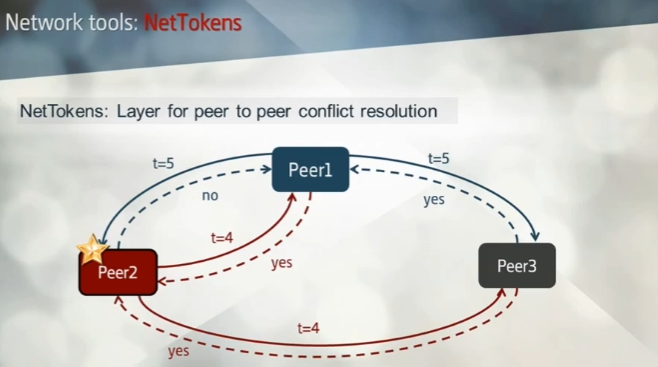 Network tools: NetTokens
NetTokens: Layer for peer to peer conflict resolution
t=5
t=5
Peer1
no
yes
t=4
yes
Peer2
Peer3
t=4
yes